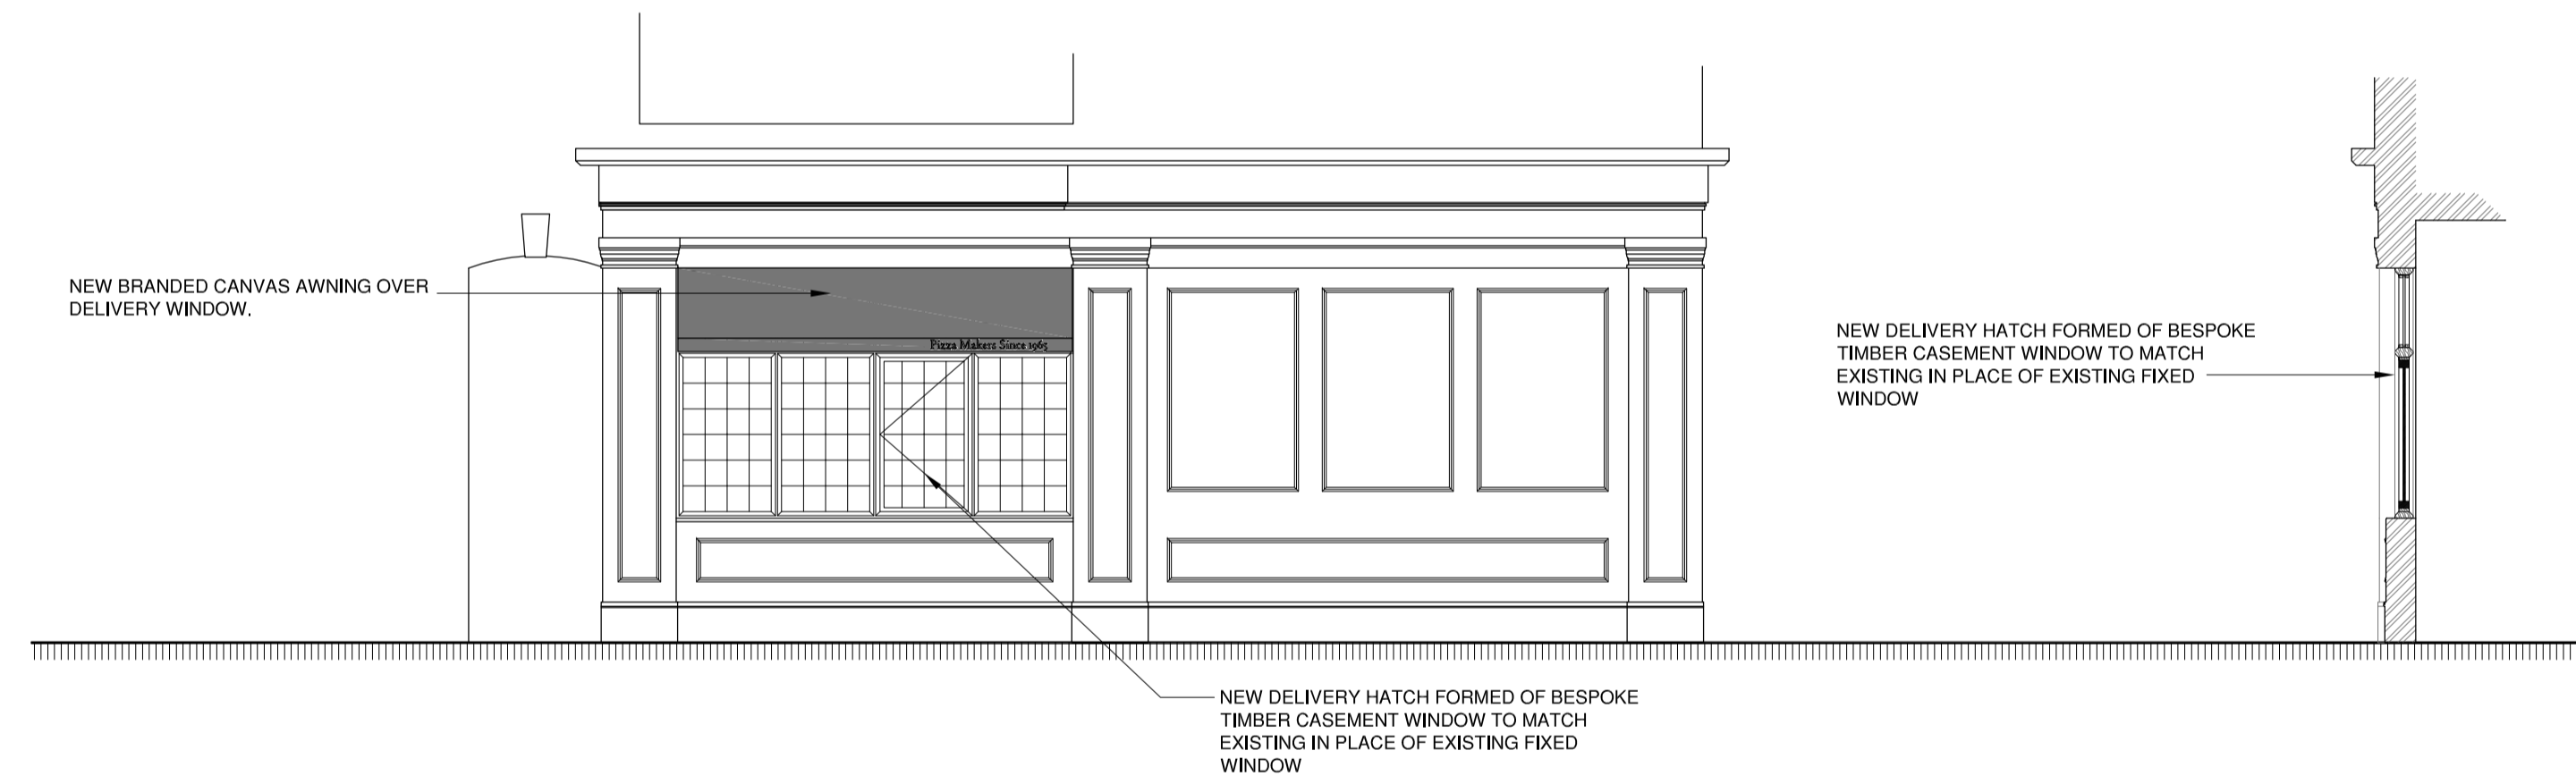 NEW BRANDED CANVAS AWNING OVER
DELIVERY WINDOW.
Pizza Makers Since 1965
NEW DELIVERY HATCH FORMED OF BESPOKE
TIMBER CASEMENT WINDOW TO MATCH
EXISTING IN PLACE OF EXISTING FIXED
WINDOW
NEW DELIVERY HATCH FORMED OF BESPOKE
TIMBER CASEMENT WINDOW TO MATCH
EXISTING IN PLACE OF EXISTING FIXED
WINDOW